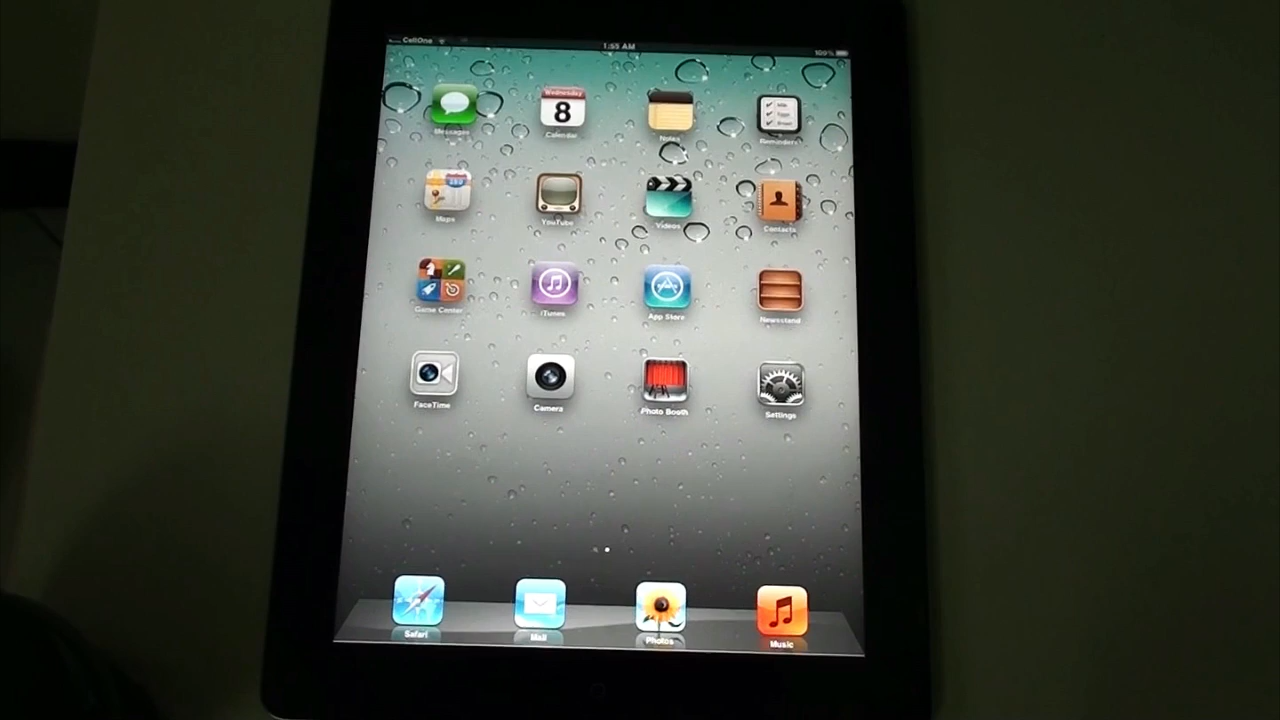 CellOne 1:55 AM 100%
Wednesday
8
Messages Calendar Notes Reminders
Maps YouTube Videos Contacts
Game Center iTunes App Store Newsstand
FaceTime Camera Photo Booth Settings
Safari Mail Photos Music